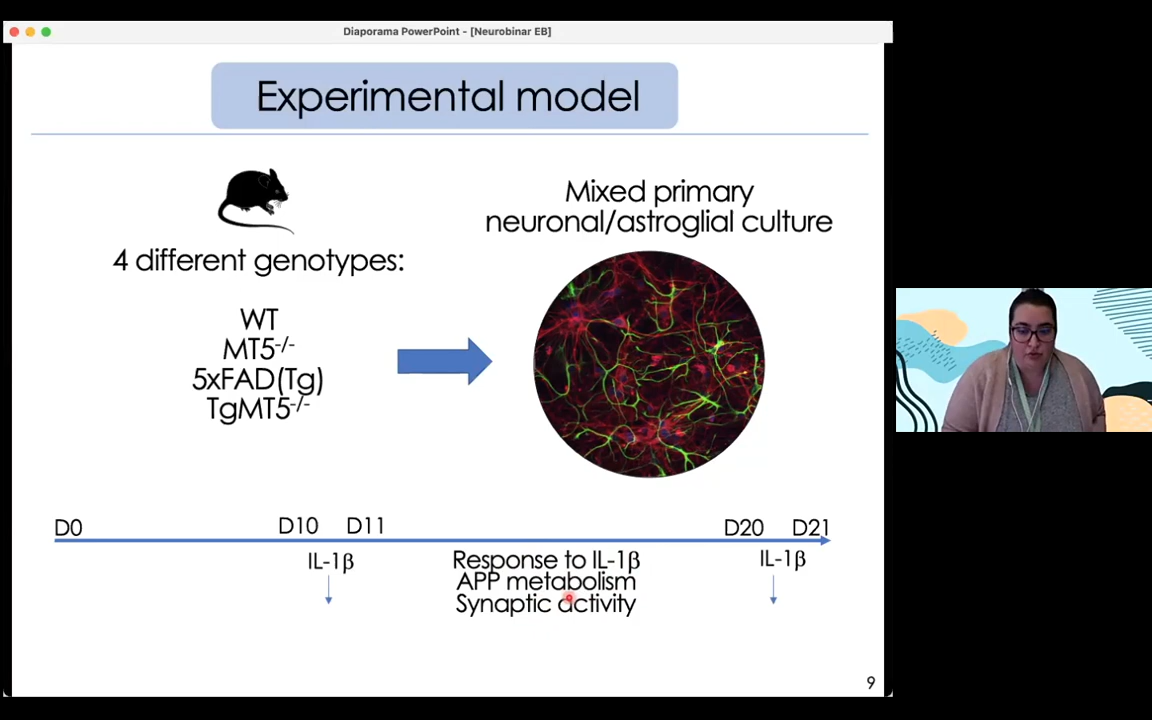 Diaporama PowerPoint - [Neurobinar EB]
Experimental model
4 different genotypes:
WT
MT5-/-
5xFAD(Tg)
TgMT5-/-
Mixed primary
neuronal/astroglial culture
D0 D10 D11 D20 D21
IL-1β IL-1β
Response to IL-1β
APP metabolism
Synaptic activity
9